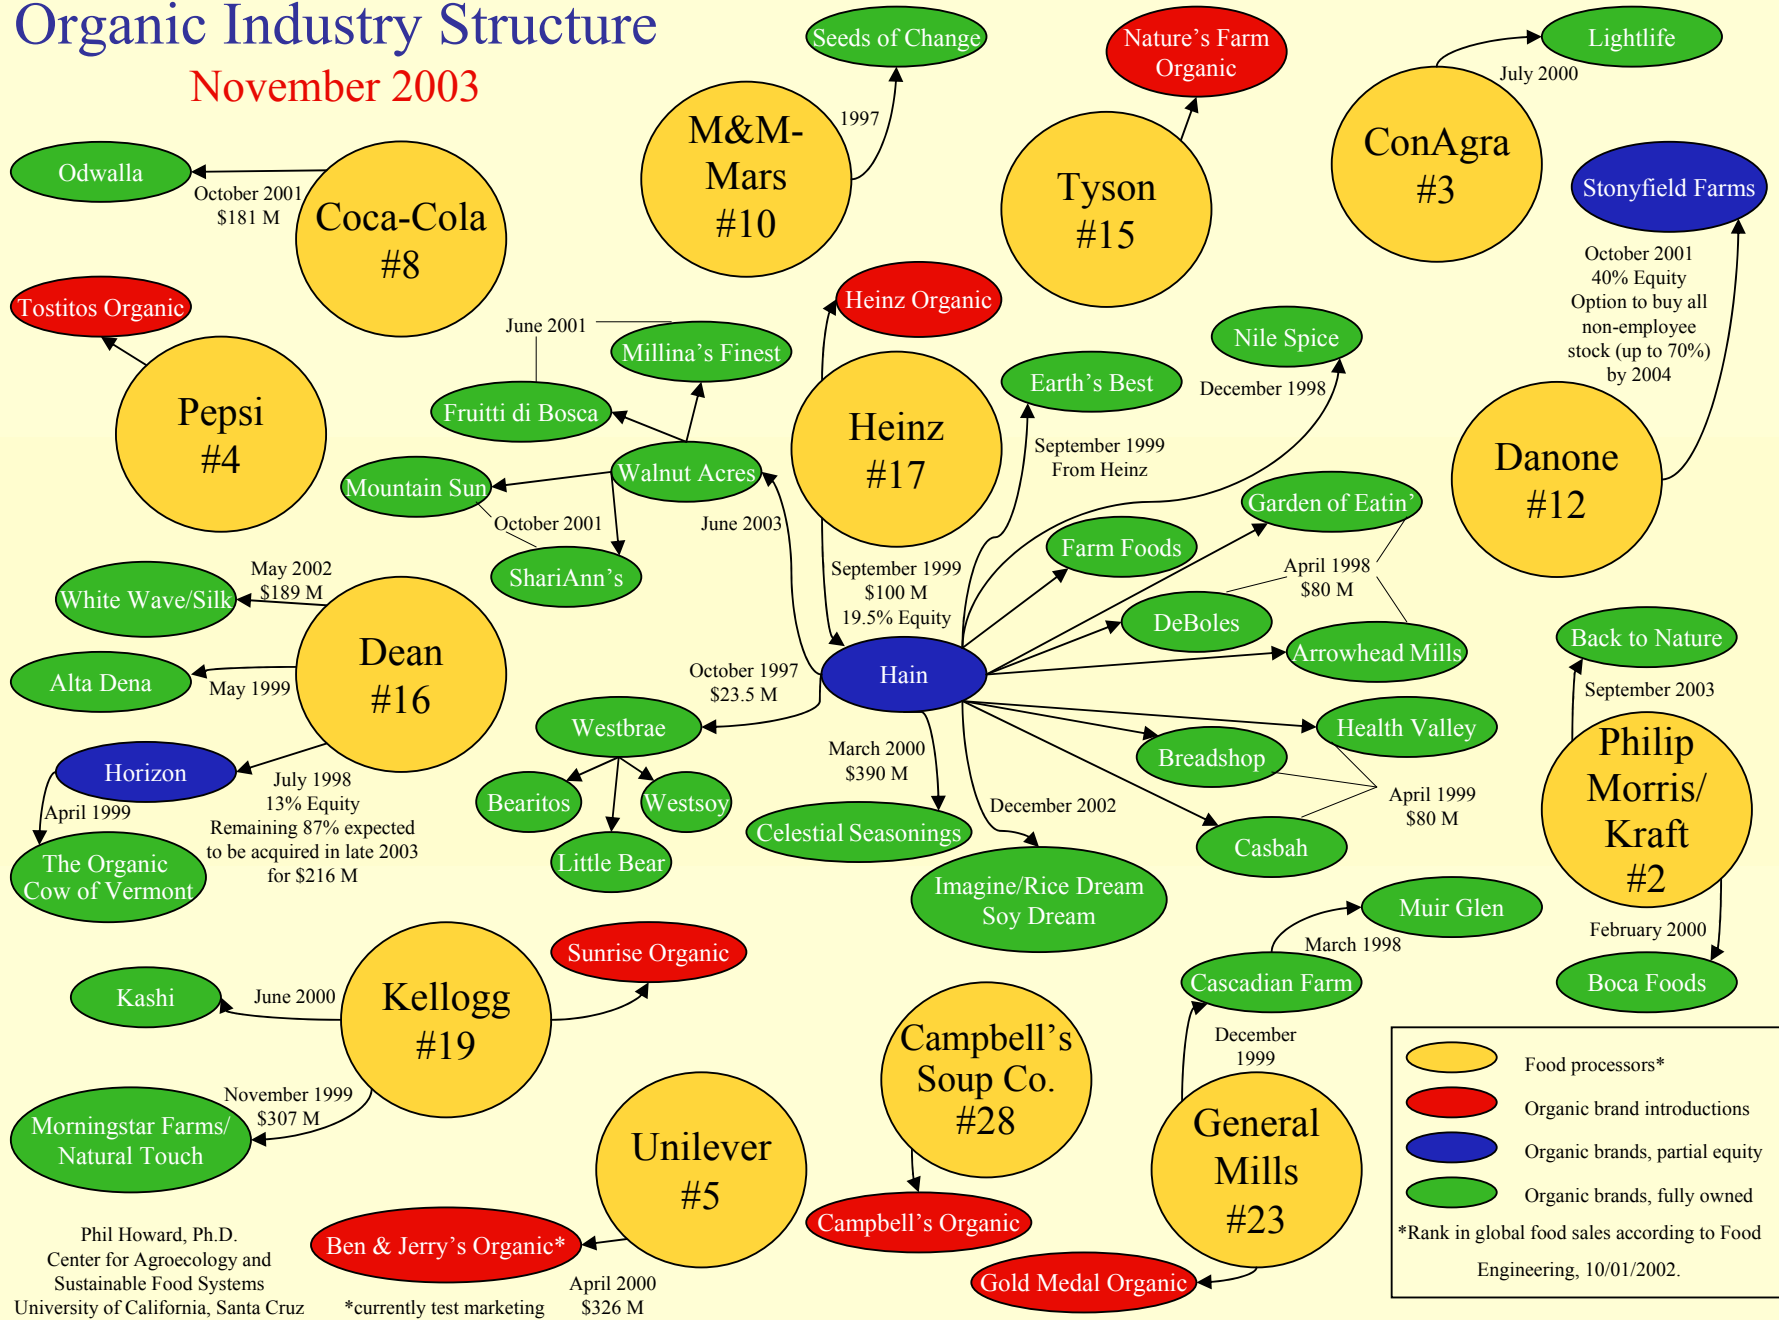 Organic Industry Structure
November 2003
Seeds of Change
1997
M&M-
Mars
#10
Nature's Farm
Organic
Tyson
#15
Lightlife
July 2000
ConAgra
#3
Odwalla
October 2001
$181 M
Coca-Cola
#8
Stonyfield Farms
October 2001
40% Equity
Option to buy all
non-employee
stock (up to 70%)
by 2004
Danone
#12
Tostitos Organic
Pepsi
#4
June 2001
Millina's Finest
Fruitti di Bosca
Mountain Sun
Walnut Acres
October 2001
ShariAnn's
June 2003
Heinz Organic
Heinz
#17
September 1999
$100 M
19.5% Equity
Earth's Best
September 1999
From Heinz
Nile Spice
December 1998
Garden of Eatin'
Farm Foods
April 1998
$80 M
DeBoles
Arrowhead Mills
Hain
White Wave/Silk
May 2002
$189 M
Alta Dena
May 1999
Dean
#16
Horizon
April 1999
July 1998
13% Equity
Remaining 87% expected
to be acquired in late 2003
for $216 M
The Organic
Cow of Vermont
October 1997
$23.5 M
Westbrae
Bearitos
Westsoy
Little Bear
March 2000
$390 M
Celestial Seasonings
December 2002
Imagine/Rice Dream
Soy Dream
Health Valley
Breadshop
April 1999
$80 M
Casbah
Back to Nature
September 2003
Philip
Morris/
Kraft
#2
February 2000
Boca Foods
Muir Glen
March 1998
Cascadian Farm
December
1999
General
Mills
#23
Gold Medal Organic
Sunrise Organic
Kashi
June 2000
Kellogg
#19
November 1999
$307 M
Morningstar Farms/
Natural Touch
Campbell's
Soup Co.
#28
Campbell's Organic
Unilever
#5
Ben & Jerry's Organic*
April 2000
$326 M
*currently test marketing
Phil Howard, Ph.D.
Center for Agroecology and
Sustainable Food Systems
University of California, Santa Cruz
Food processors*
Organic brand introductions
Organic brands, partial equity
Organic brands, fully owned
*Rank in global food sales according to Food
Engineering, 10/01/2002.